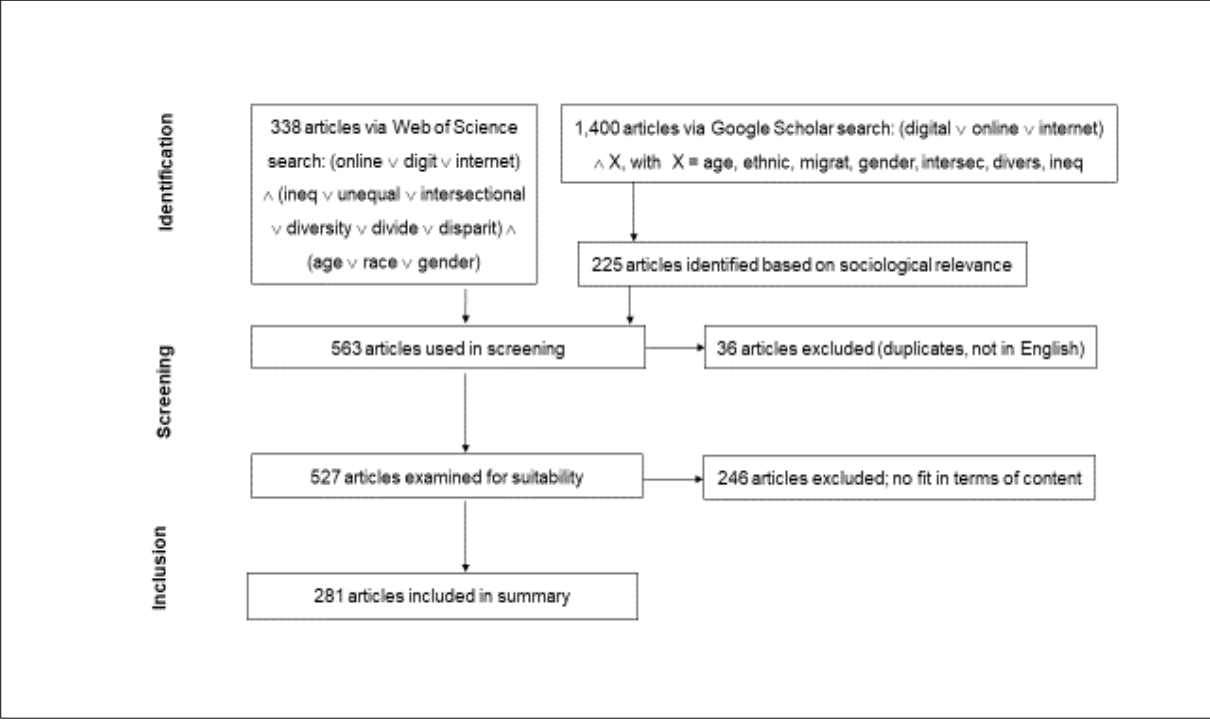 Identification
338 articles via Web of Science
search: (online ∨ digit ∨ internet)
∧ (ineq ∨ unequal ∨ intersectional
∨ diversity ∨ divide ∨ disparit) ∧
(age ∨ race ∨ gender)
1,400 articles via Google Scholar search: (digital ∨ online ∨ internet)
∧ X, with X = age, ethnic, migrat, gender, intersec, divers, ineq
225 articles identified based on sociological relevance
Screening
563 articles used in screening
36 articles excluded (duplicates, not in English)
527 articles examined for suitability
246 articles excluded; no fit in terms of content
Inclusion
281 articles included in summary